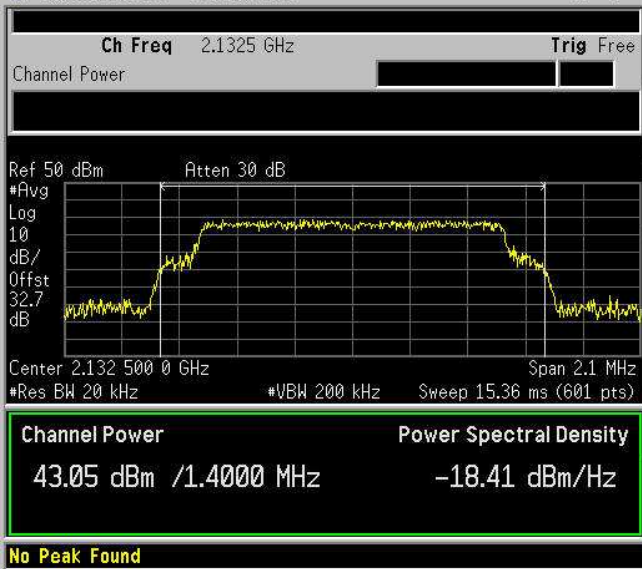 Ch Freq 2.1325 GHz Trig Free
Channel Power
Ref 50 dBm Atten 30 dB
#Avg
Log
10
dB/
Offst
32.7
dB
Center 2.132 500 0 GHz Span 2.1 MHz
#Res BW 20 kHz #VBW 200 kHz Sweep 15.36 ms (601 pts)
Channel Power Power Spectral Density
43.05 dBm /1.4000 MHz -18.41 dBm/Hz
No Peak Found